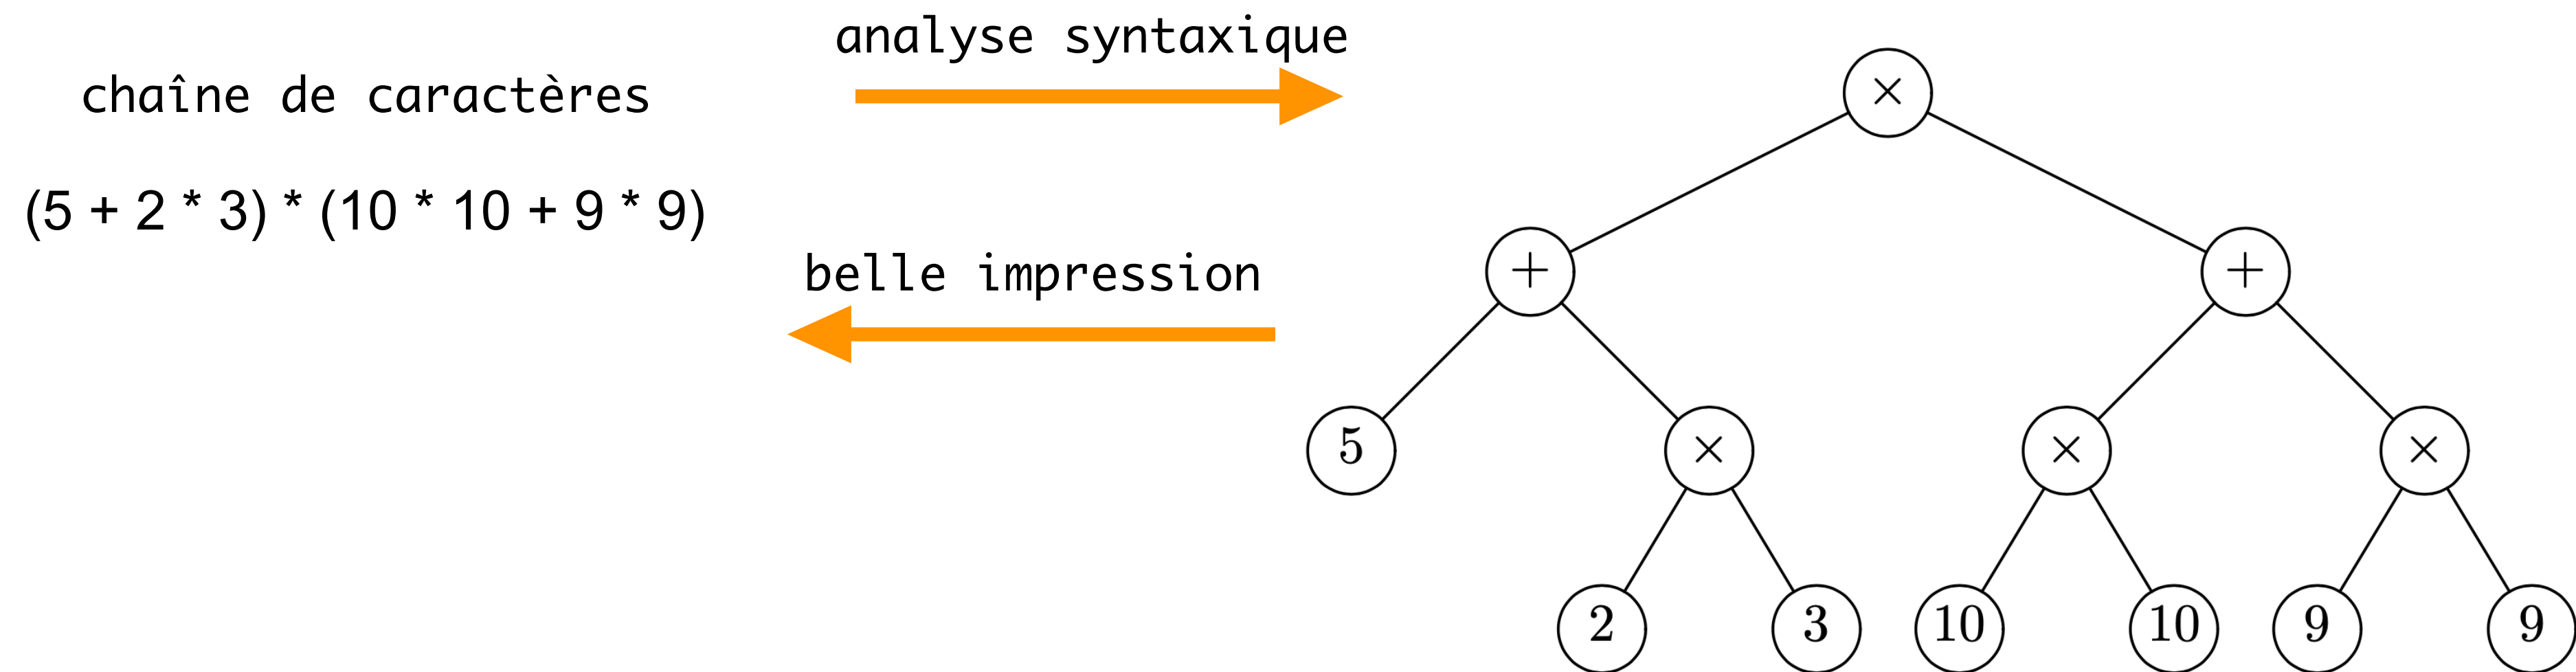 analyse syntaxique
chaîne de caractères
(5 + 2 * 3) * (10 * 10 + 9 * 9)
belle impression
×
+ +
5 × × ×
2 3 10 10 9 9